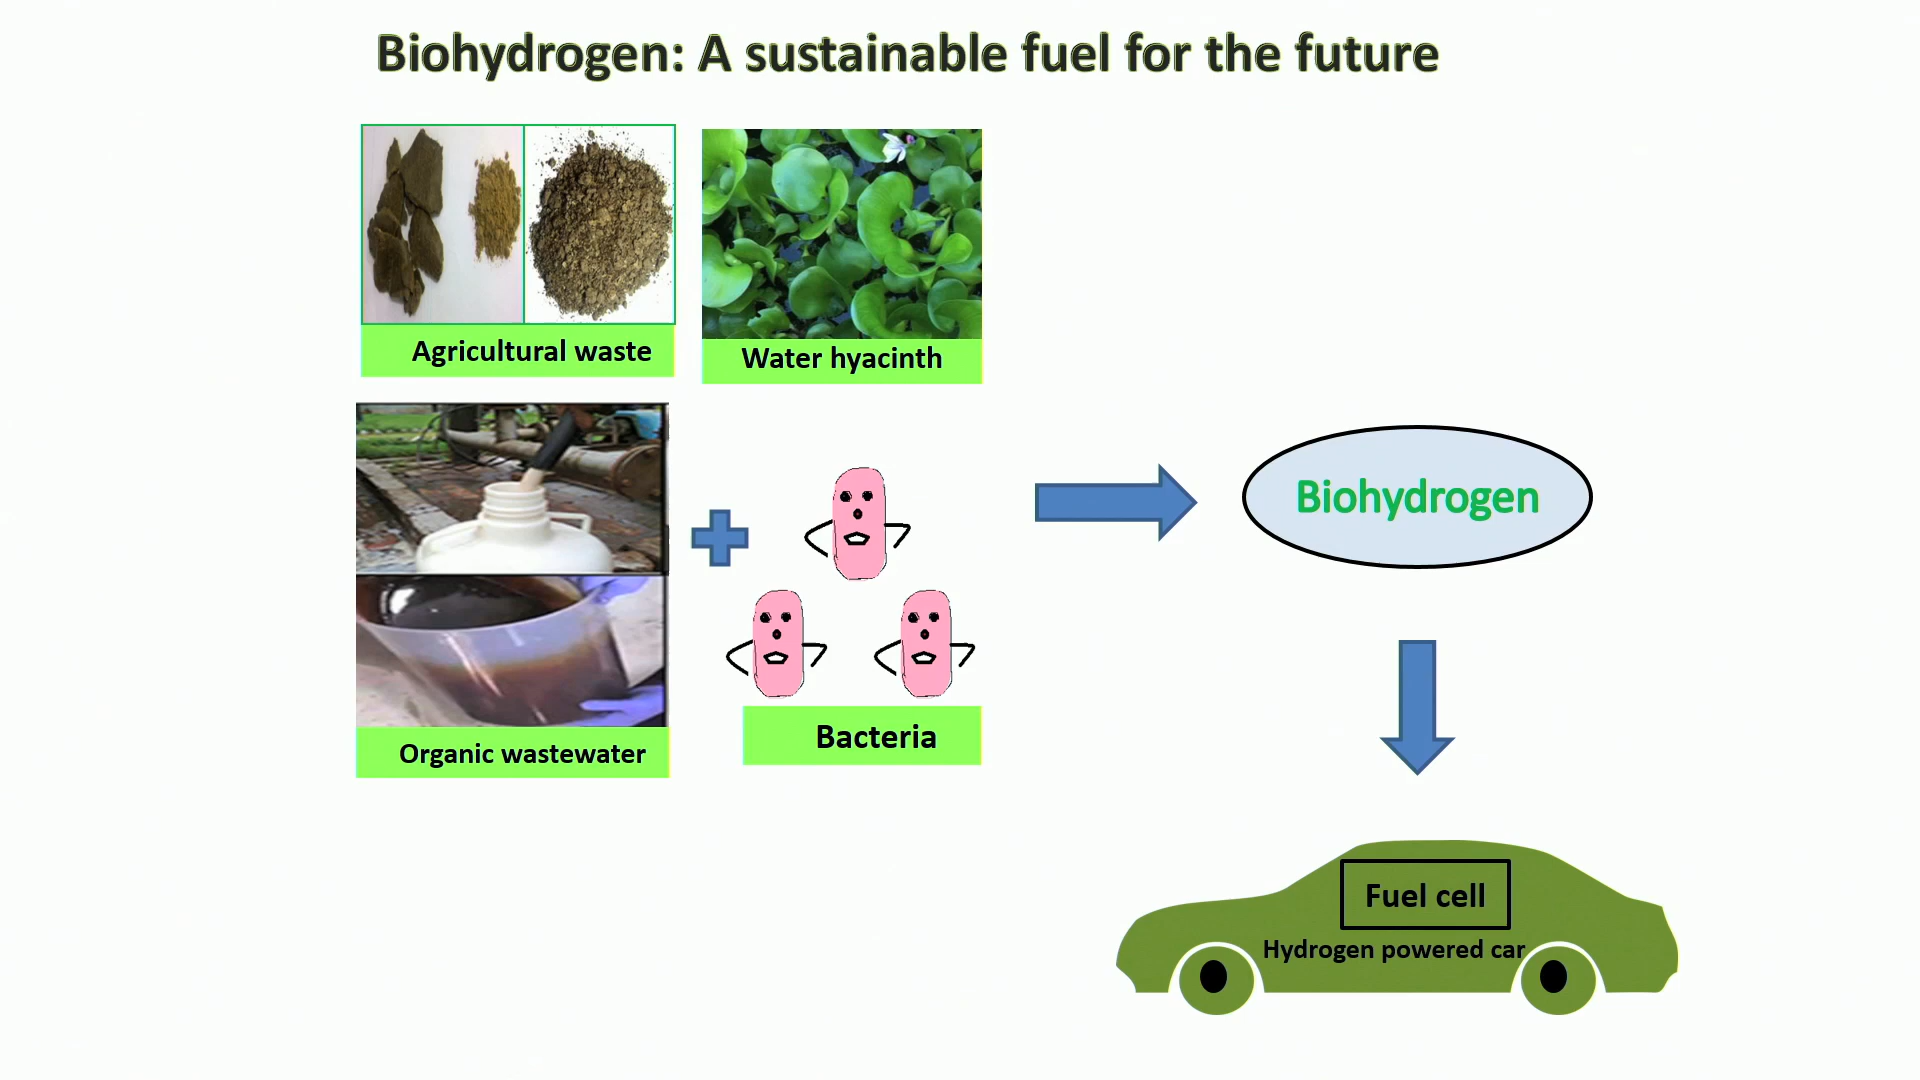 Biohydrogen: A sustainable fuel for the future
Agricultural waste
Water hyacinth
Organic wastewater
Bacteria
Biohydrogen
Fuel cell
Hydrogen powered car